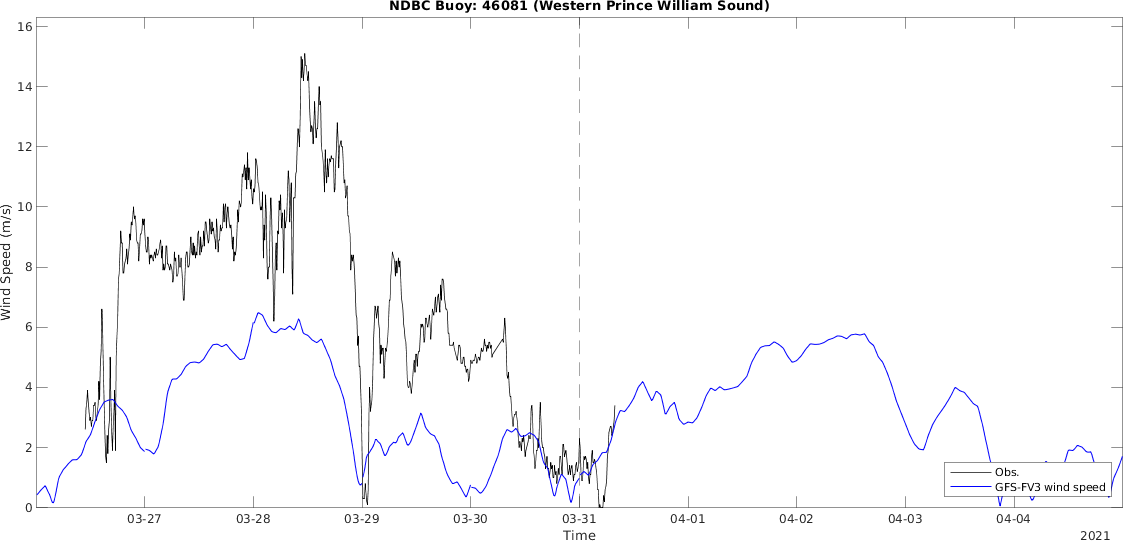 NDBC Buoy: 46081 (Western Prince William Sound)
Wind Speed (m/s)
16
14
12
10
8
6
4
2
0
03-27 03-28 03-29 03-30 03-31 04-01 04-02 04-03 04-04
Time
2021
Obs.
GFS-FV3 wind speed